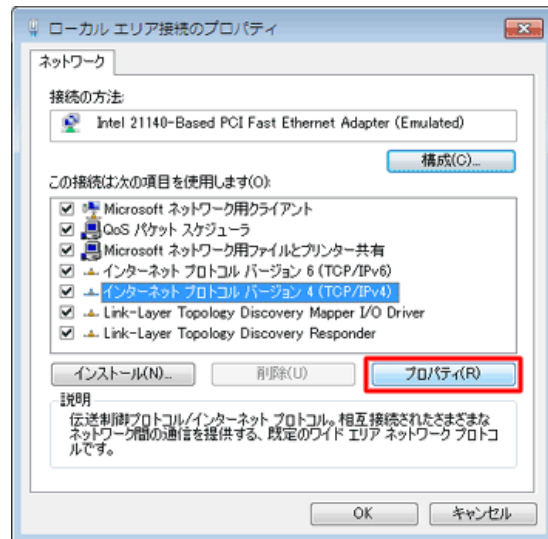 ローカル エリア接続のプロパティ
ネットワーク
接続の方法:
Intel 21140-Based PCI Fast Ethernet Adapter (Emulated)
構成(C)...
この接続は次の項目を使用します(O):
Microsoft ネットワーク用クライアント
QoS パケット スケジューラ
Microsoft ネットワーク用ファイルとプリンター共有
インターネット プロトコル バージョン 6 (TCP/IPv6)
インターネット プロトコル バージョン 4 (TCP/IPv4)
Link-Layer Topology Discovery Mapper I/O Driver
Link-Layer Topology Discovery Responder
インストール(N)...
削除(U)
プロパティ(R)
説明
伝送制御プロトコル/インターネット プロトコル。相互接続されたさまざまな
ネットワーク間の通信を提供する、既定のワイド エリア ネットワーク プロトコ
ルです。
OK
キャンセル